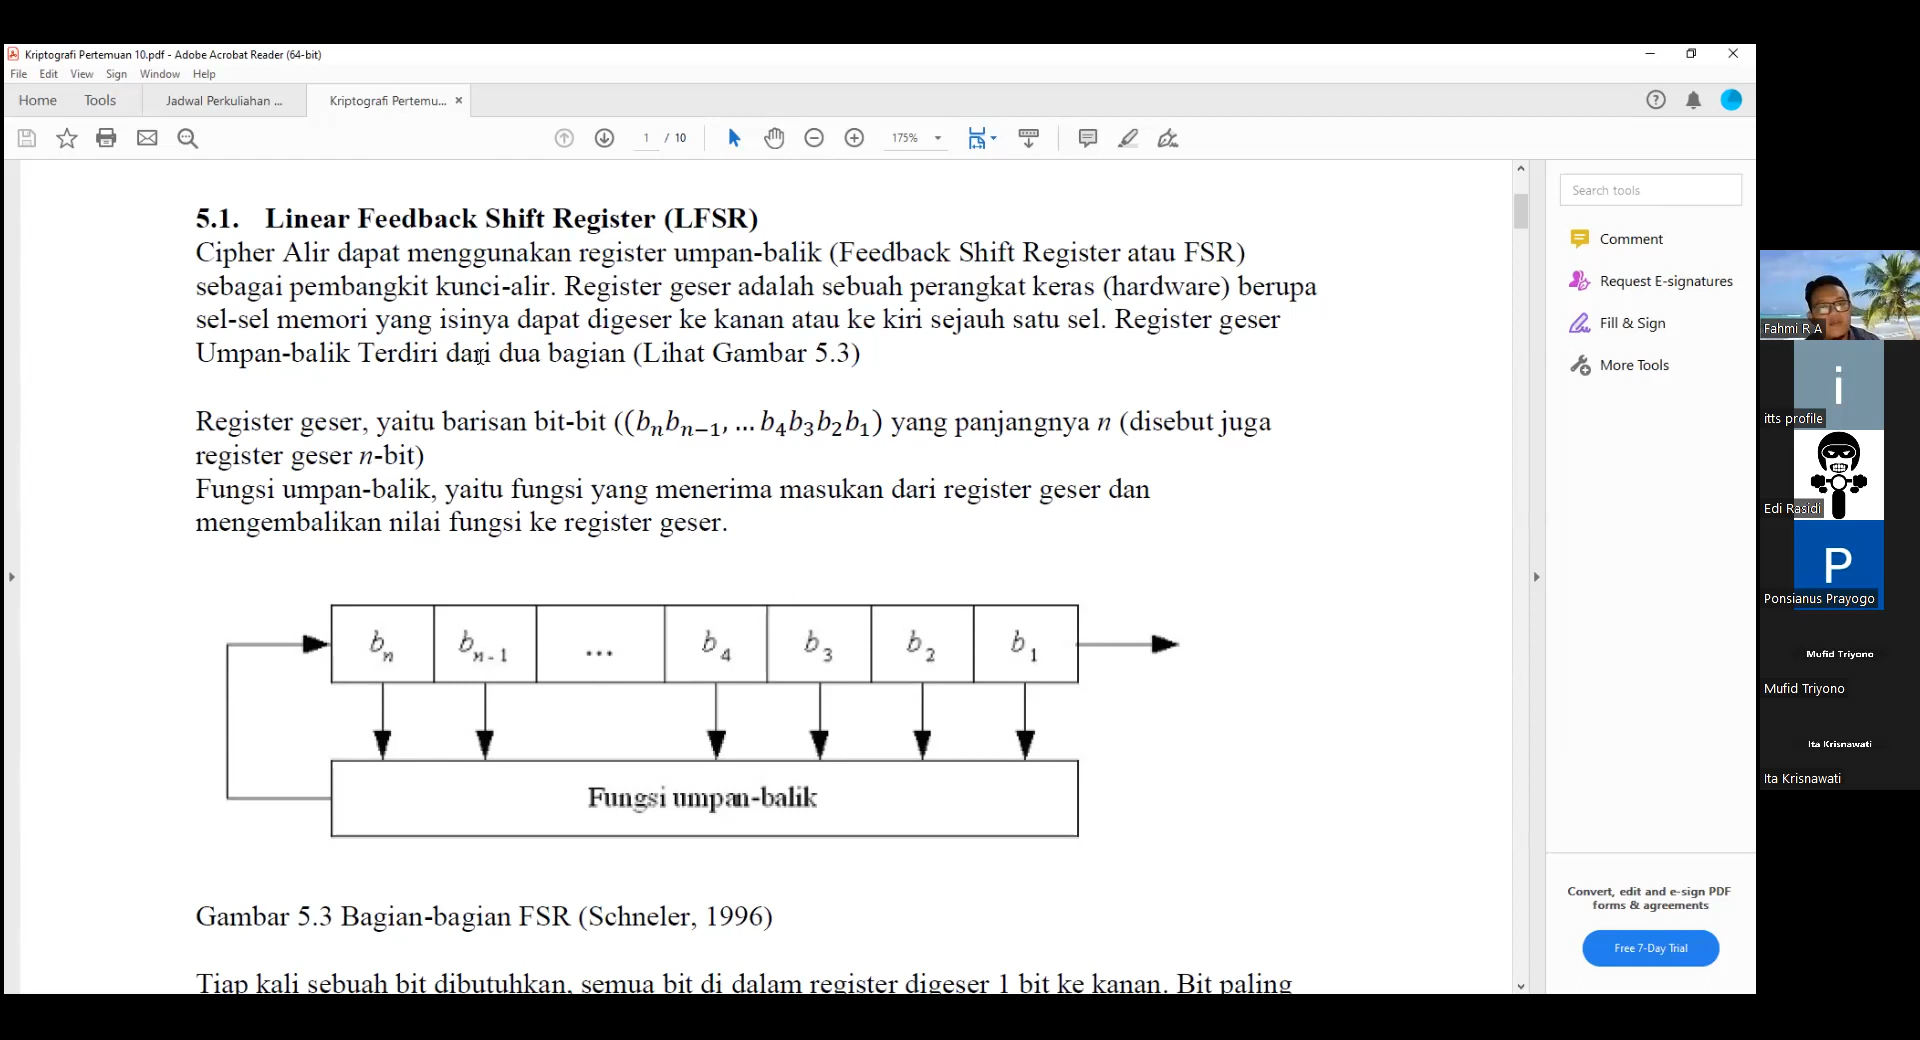 Kriptografi Pertemuan 10.pdf - Adobe Acrobat Reader (64-bit)
File Edit View Sign Window Help
Home Tools Jadwal Perkuliahan ... Kriptografi Pertemu... ×
1 / 10 175%
5.1. Linear Feedback Shift Register (LFSR)
Cipher Alir dapat menggunakan register umpan-balik (Feedback Shift Register atau FSR)
sebagai pembangkit kunci-alir. Register geser adalah sebuah perangkat keras (hardware) berupa
sel-sel memori yang isinya dapat digeser ke kanan atau ke kiri sejauh satu sel. Register geser
Umpan-balik Terdiri dari dua bagian (Lihat Gambar 5.3)
Register geser, yaitu barisan bit-bit ((bₙbₙ₋₁, … b₄b₃b₂b₁) yang panjangnya n (disebut juga
register geser n-bit)
Fungsi umpan-balik, yaitu fungsi yang menerima masukan dari register geser dan
mengembalikan nilai fungsi ke register geser.
bₙ bₙ₋₁ ... b₄ b₃ b₂ b₁
Fungsi umpan-balik
Gambar 5.3 Bagian-bagian FSR (Schneler, 1996)
Tiap kali sebuah bit dibutuhkan, semua bit di dalam register digeser 1 bit ke kanan. Bit paling
Search tools
Comment
Request E-signatures
Fill & Sign
More Tools
Convert, edit and e-sign PDF
forms & agreements
Free 7-Day Trial
Fahmi R A
i
itts profile
Edi Rasidi
P
Ponsianus Prayogo
Mufid Triyono
Mufid Triyono
Ita Krisnawati
Ita Krisnawati